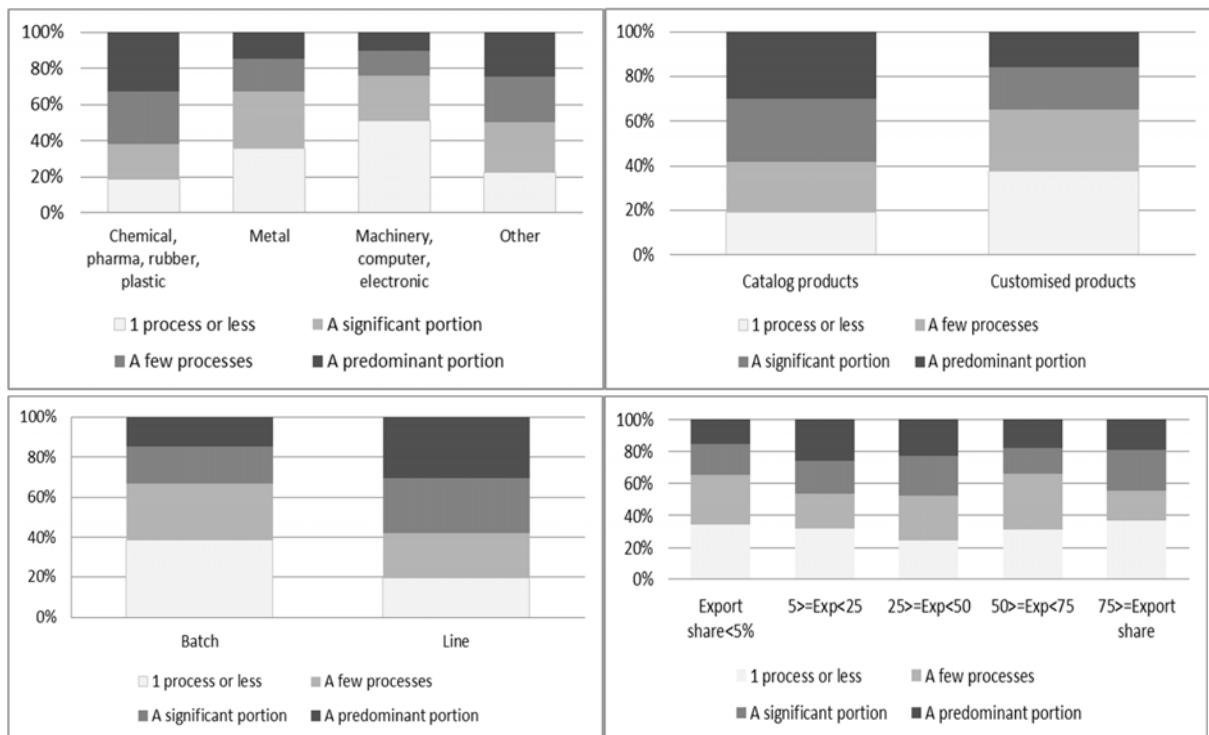 100%
80%
60%
40%
20%
0%
Chemical,
pharma, rubber,
plastic
Metal
Machinery,
computer,
electronic
Other
1 process or less
A significant portion
A few processes
A predominant portion
100%
80%
60%
40%
20%
0%
Catalog products
Customised products
1 process or less
A few processes
A significant portion
A predominant portion
100%
80%
60%
40%
20%
0%
Batch
Line
1 process or less
A few processes
A significant portion
A predominant portion
100%
80%
60%
40%
20%
0%
Export
share<5%
5>=Exp<25
25>=Exp<50
50>=Exp<75
75>=Export
share
1 process or less
A few processes
A significant portion
A predominant portion